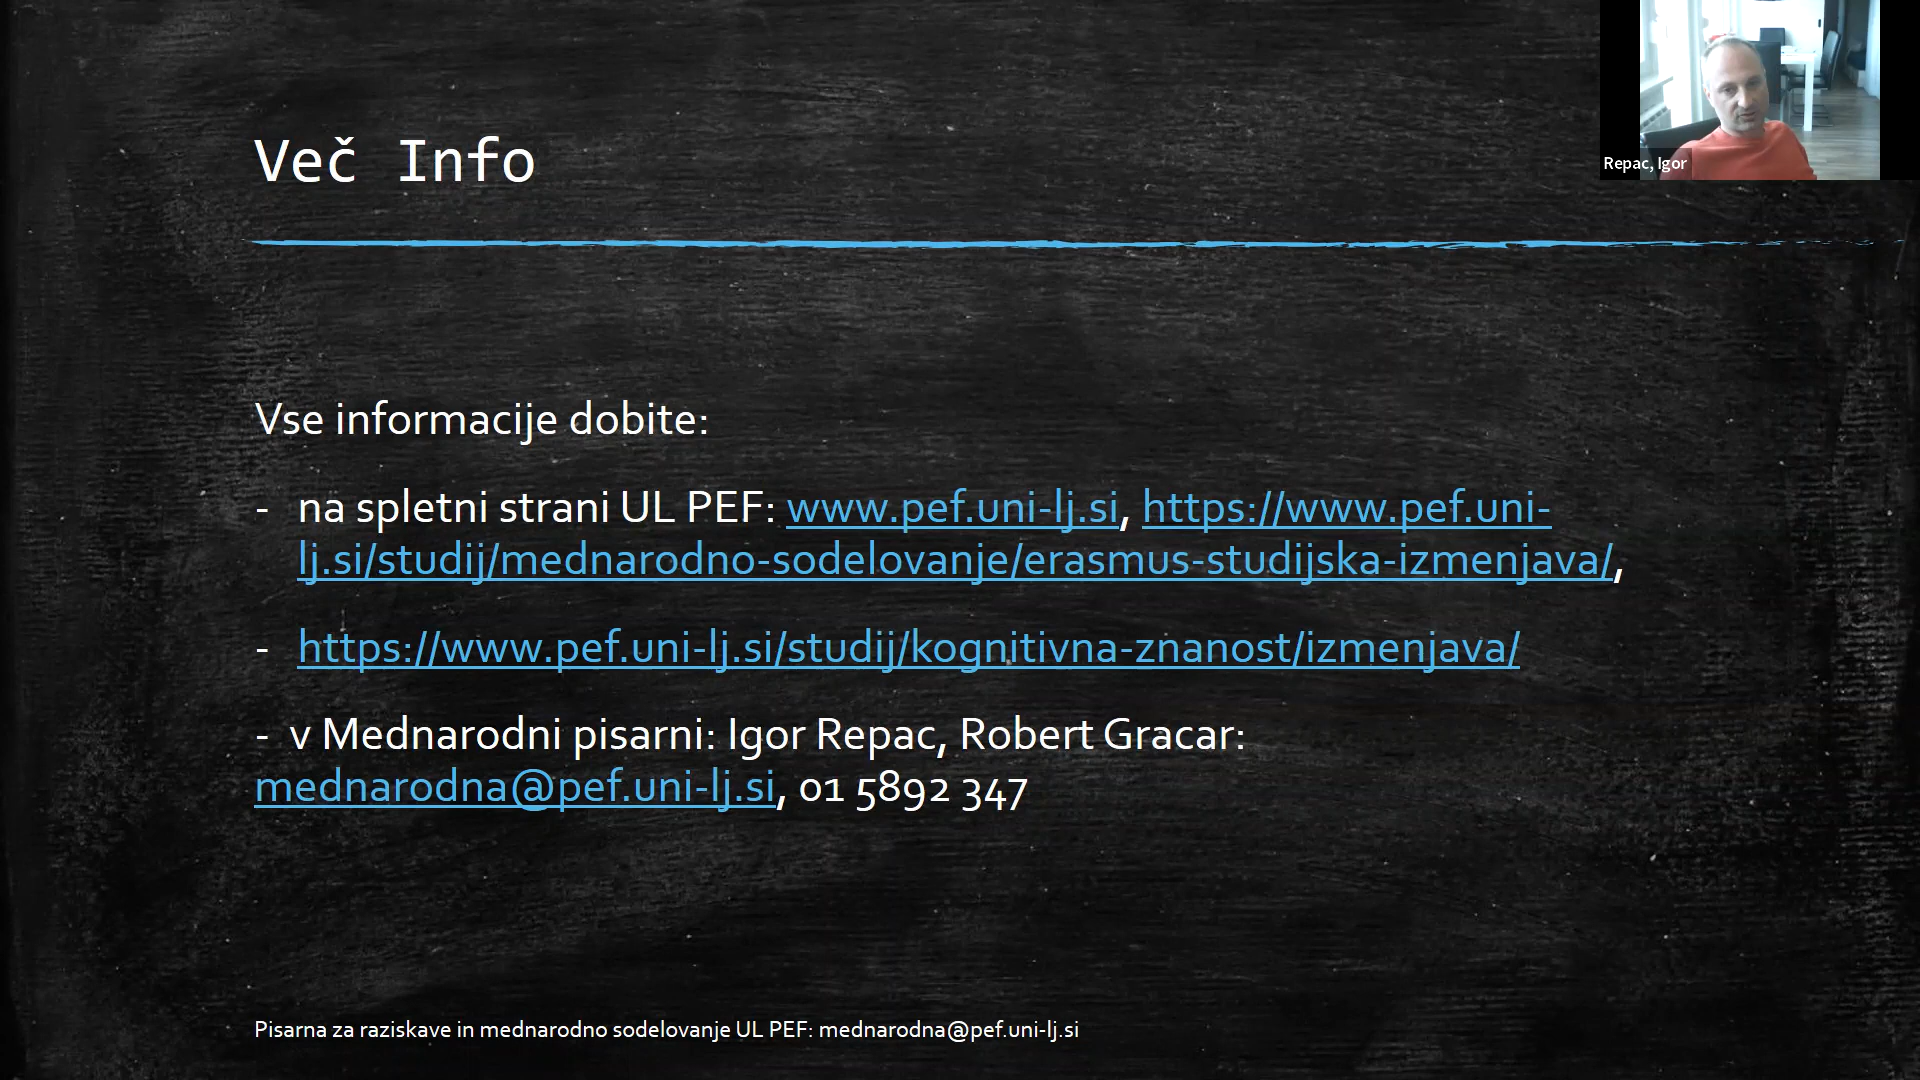 Več Info
Repac, Igor
Vse informacije dobite:
- na spletni strani UL PEF: www.pef.uni-lj.si, https://www.pef.uni-
lj.si/studij/mednarodno-sodelovanje/erasmus-studijska-izmenjava/,
- https://www.pef.uni-lj.si/studij/kognitivna-znanost/izmenjava/
- v Mednarodni pisarni: Igor Repac, Robert Gracar:
mednarodna@pef.uni-lj.si, 01 5892 347
Pisarna za raziskave in mednarodno sodelovanje UL PEF: mednarodna@pef.uni-lj.si